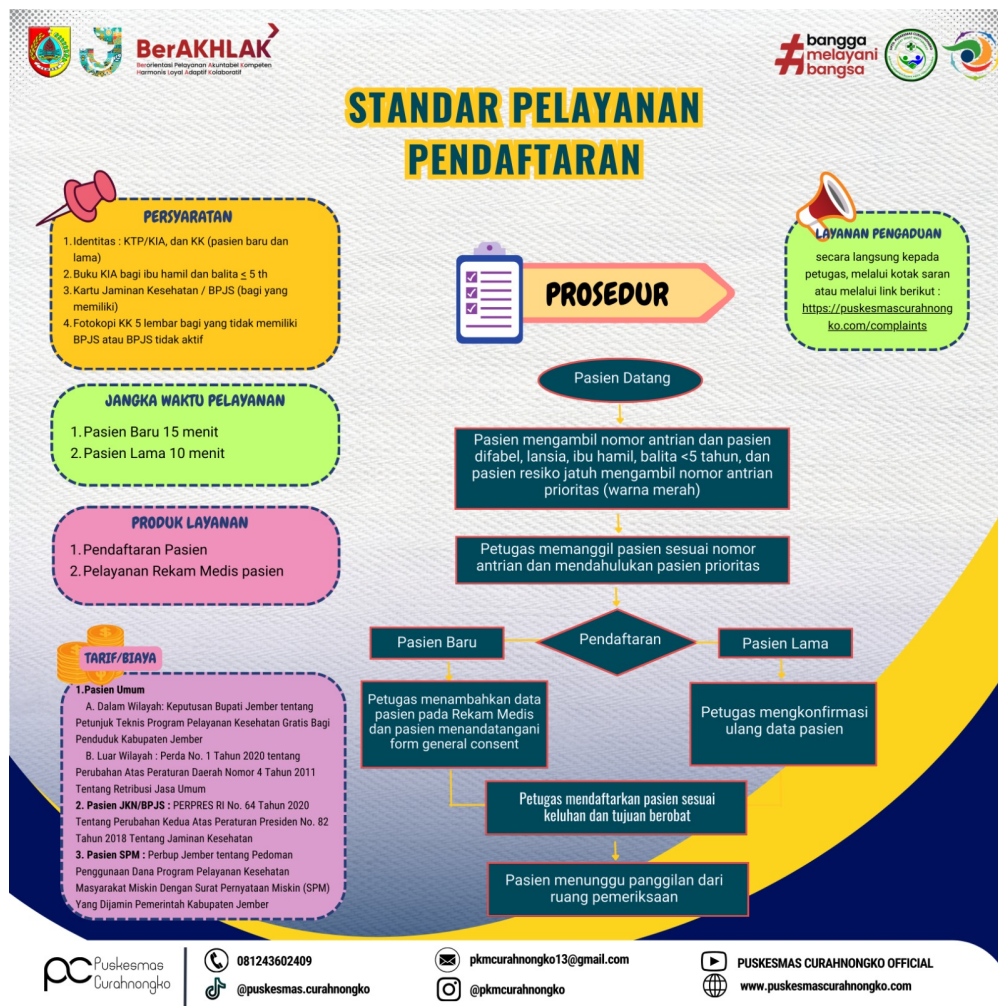 BerAKHLAK
Berorientasi Pelayanan Akuntabel Kompeten
Harmonis Loyal Adaptif Kolaboratif
#bangga
melayani
bangsa
STANDAR PELAYANAN
PENDAFTARAN
PERSYARATAN
1. Identitas : KTP/KIA, dan KK (pasien baru dan
lama)
2. Buku KIA bagi ibu hamil dan balita ≤ 5 th
3. Kartu Jaminan Kesehatan / BPJS (bagi yang
memiliki)
4. Fotokopi KK 5 lembar bagi yang tidak memiliki
BPJS atau BPJS tidak aktif
JANGKA WAKTU PELAYANAN
1. Pasien Baru 15 menit
2. Pasien Lama 10 menit
PRODUK LAYANAN
1. Pendaftaran Pasien
2. Pelayanan Rekam Medis pasien
TARIF/BIAYA
1.Pasien Umum
A. Dalam Wilayah: Keputusan Bupati Jember tentang
Petunjuk Teknis Program Pelayanan Kesehatan Gratis Bagi
Penduduk Kabupaten Jember
B. Luar Wilayah : Perda No. 1 Tahun 2020 tentang
Perubahan Atas Peraturan Daerah Nomor 4 Tahun 2011
Tentang Retribusi Jasa Umum
2. Pasien JKN/BPJS : PERPRES RI No. 64 Tahun 2020
Tentang Perubahan Kedua Atas Peraturan Presiden No. 82
Tahun 2018 Tentang Jaminan Kesehatan
3. Pasien SPM : Perbup Jember tentang Pedoman
Penggunaan Dana Program Pelayanan Kesehatan
Masyarakat Miskin Dengan Surat Pernyataan Miskin (SPM)
Yang Dijamin Pemerintah Kabupaten Jember
PROSEDUR
Pasien Datang
Pasien mengambil nomor antrian dan pasien
difabel, lansia, ibu hamil, balita <5 tahun, dan
pasien resiko jatuh mengambil nomor antrian
prioritas (warna merah)
Petugas memanggil pasien sesuai nomor
antrian dan mendahulukan pasien prioritas
Pendaftaran
Pasien Baru
Pasien Lama
Petugas menambahkan data
pasien pada Rekam Medis
dan pasien menandatangani
form general consent
Petugas mengkonfirmasi
ulang data pasien
Petugas mendaftarkan pasien sesuai
keluhan dan tujuan berobat
Pasien menunggu panggilan dari
ruang pemeriksaan
LAYANAN PENGADUAN
secara langsung kepada
petugas, melalui kotak saran
atau melalui link berikut :
https://puskesmascurahnong
ko.com/complaints
Puskesmas
Curahnongko
081243602409
@puskesmas.curahnongko
pkmcurahnongko13@gmail.com
@pkmcurahnongko
PUSKESMAS CURAHNONGKO OFFICIAL
www.puskesmascurahnongko.com